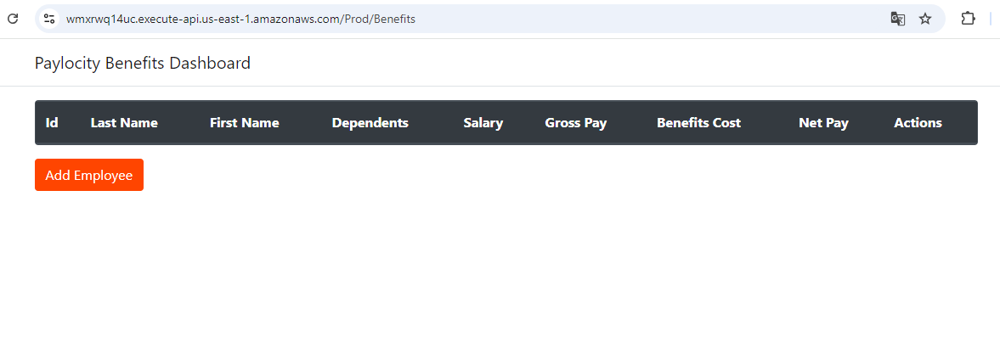 wmxrwq14uc.execute-api.us-east-1.amazonaws.com/Prod/Benefits
Paylocity Benefits Dashboard
Id Last Name First Name Dependents Salary Gross Pay Benefits Cost Net Pay Actions
Add Employee